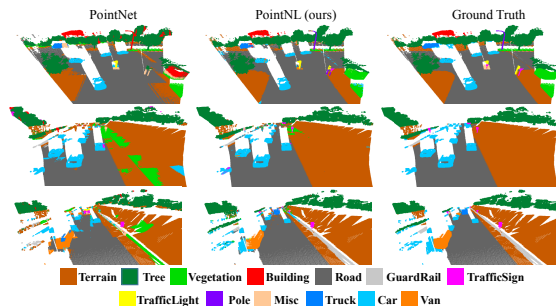 PointNet PointNL (ours) Ground Truth
Terrain Tree Vegetation Building Road GuardRail TrafficSign
TrafficLight Pole Misc Truck Car Van